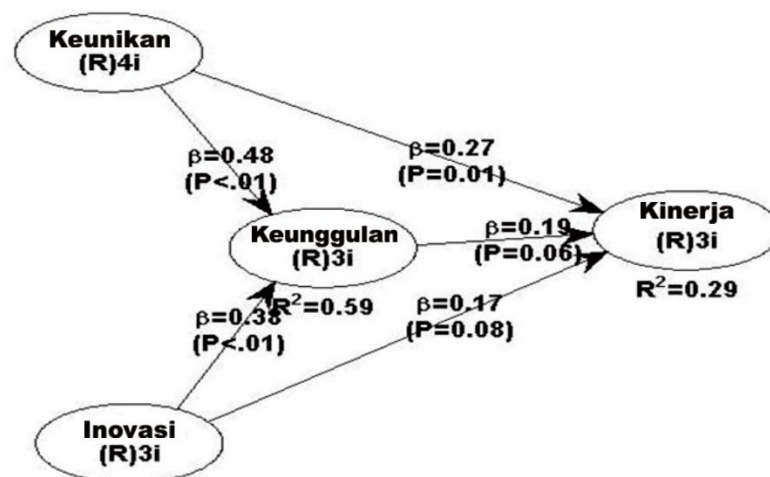 Keunikan
(R)4i
β=0.48
(P<.01)
β=0.27
(P=0.01)
Keunggulan
(R)3i
R²=0.59
β=0.19
(P=0.06)
Kinerja
(R)3i
R²=0.29
β=0.38
(P<.01)
β=0.17
(P=0.08)
Inovasi
(R)3i